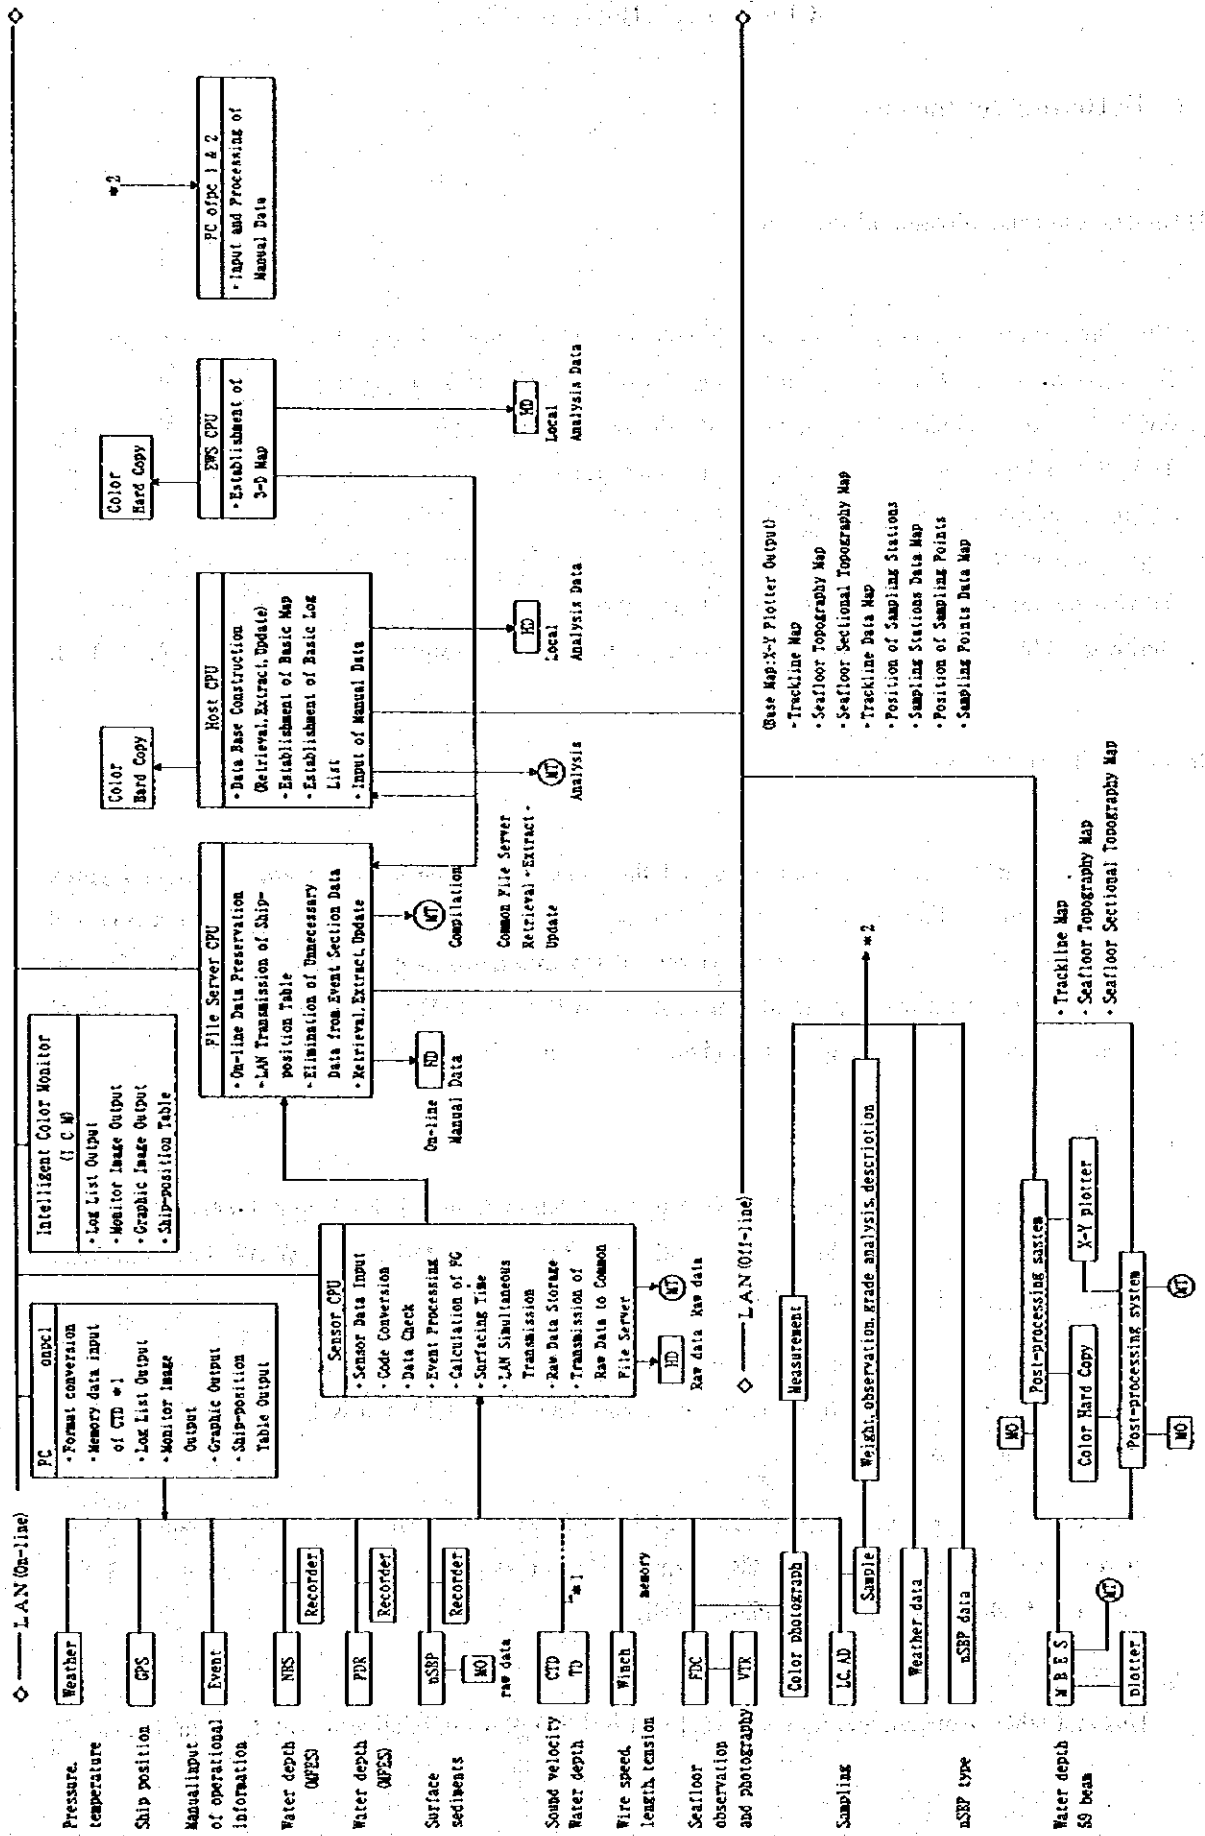 LAN (On-line)
Pressure.
temperature
Weather
Ship position
GPS
Manualinput
of operational
information
Event
Water depth
(NFES)
NBS
Recorder
Water depth
PDR
Recorder
Surface
sediments
nSBP
Recorder
MO
raw data
Sound velocity
Water depth
CTD
TD
*1
Wire speed.
length, tension
Winch
memory
Seafloor
observation
and photography
FDC
VTR
Color photograph
Measurement
Sampling
LC, AD
Sample
Weight, observation, grade analysis, description
*2
Weather data
nSBP type
nSBP data
Water depth
59 beam
M B E S
MT
plotter
PC onpc1
• Format conversion
• Memory data input
of CTD *1
• Log List Output
• Monitor Image
Output
• Graphic Output
• Ship-position
Table Output
Intelligent Color Monitor
(I C M)
• Log List Output
• Monitor Image Output
• Graphic Image Output
• Ship-position Table
Sensor CPU
• Sensor Data Input
• Code Conversion
• Data Check
• Event Processing
• Calculation of FG
• Surfacing Time
• LAN Simultaneous
Transmission
• Raw Data Storage
• Transmission of
Raw Data to Common
File Server
HD
MT
Raw data Raw data
File Server CPU
• On-line Data Preservation
• LAN Transmission of Ship-
position Table
• Elimination of Unnecessary
Data from Event Section Data
• Retrieval, Extract, Update
HD
On-line
Manual Data
MT
Compilation
Common File Server
Retrieval • Extract •
Update
Color
Hard Copy
Host CPU
• Data Base Construction
(Retrieval, Extract, Update)
• Establishment of Basic Map
• Establishment of Basic Log
List
• Input of Manual Data
MT
Analysis
HD
Local
Analysis Data
Color
Hard Copy
EWS CPU
• Establishment of
3-D Map
HD
Local
Analysis Data
*2
PC ofpc 1 & 2
• Input and Processing of
Manual Data
LAN (Off-line)
(Base Map:X-Y Plotter Output)
• Trackline Map
• Seafloor Topography Map
• Seafloor Sectional Topography Map
• Trackline Data Map
• Position of Sampling Stations
• Sampling Stations Data Map
• Position of Sampling Points
• Sampling Points Data Map
MO
Post-processing sastem
Color Hard Copy
X-Y plotter
Post-processing system
MO
MT
• Trackline Map
• Seafloor Topography Map
• Seafloor Sectional Topography Map